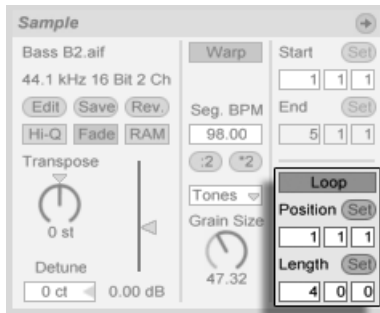 Sample
Bass B2.aif
44.1 kHz 16 Bit 2 Ch
Edit Save Rev.
Hi-Q Fade RAM
Transpose
0 st
Detune
0 ct 0.00 dB
Warp
Seg. BPM
98.00
:2 *2
Tones
Grain Size
47.32
Start Set
1 1 1
End Set
5 1 1
Loop
Position Set
1 1 1
Length Set
4 0 0